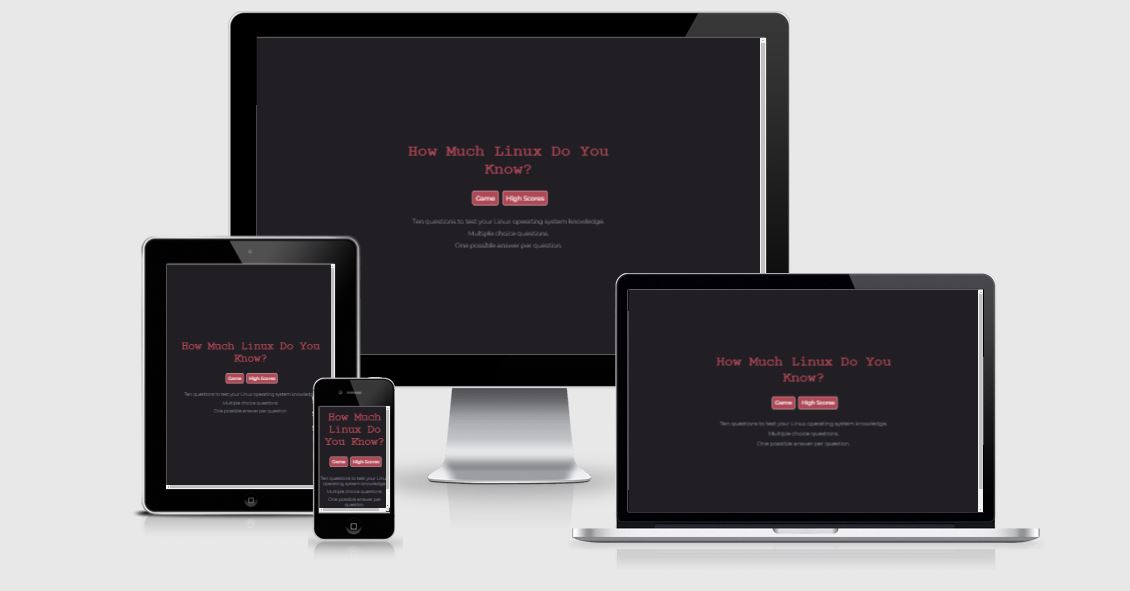 How Much Linux Do You
Know?
Game High Scores
Ten questions to test your Linux operating system knowledge.
Multiple choice questions.
One possible answer per question.
How Much Linux Do You
Know?
Game High Scores
Ten questions to test your Linux operating system knowledge.
Multiple choice questions.
One possible answer per question.
How Much
Linux Do
You Know?
Game High Scores
Ten questions to test your Linux
operating system knowledge.
Multiple choice questions.
One possible answer per
question.
How Much Linux Do You
Know?
Game High Scores
Ten questions to test your Linux operating system knowledge.
Multiple choice questions.
One possible answer per question.